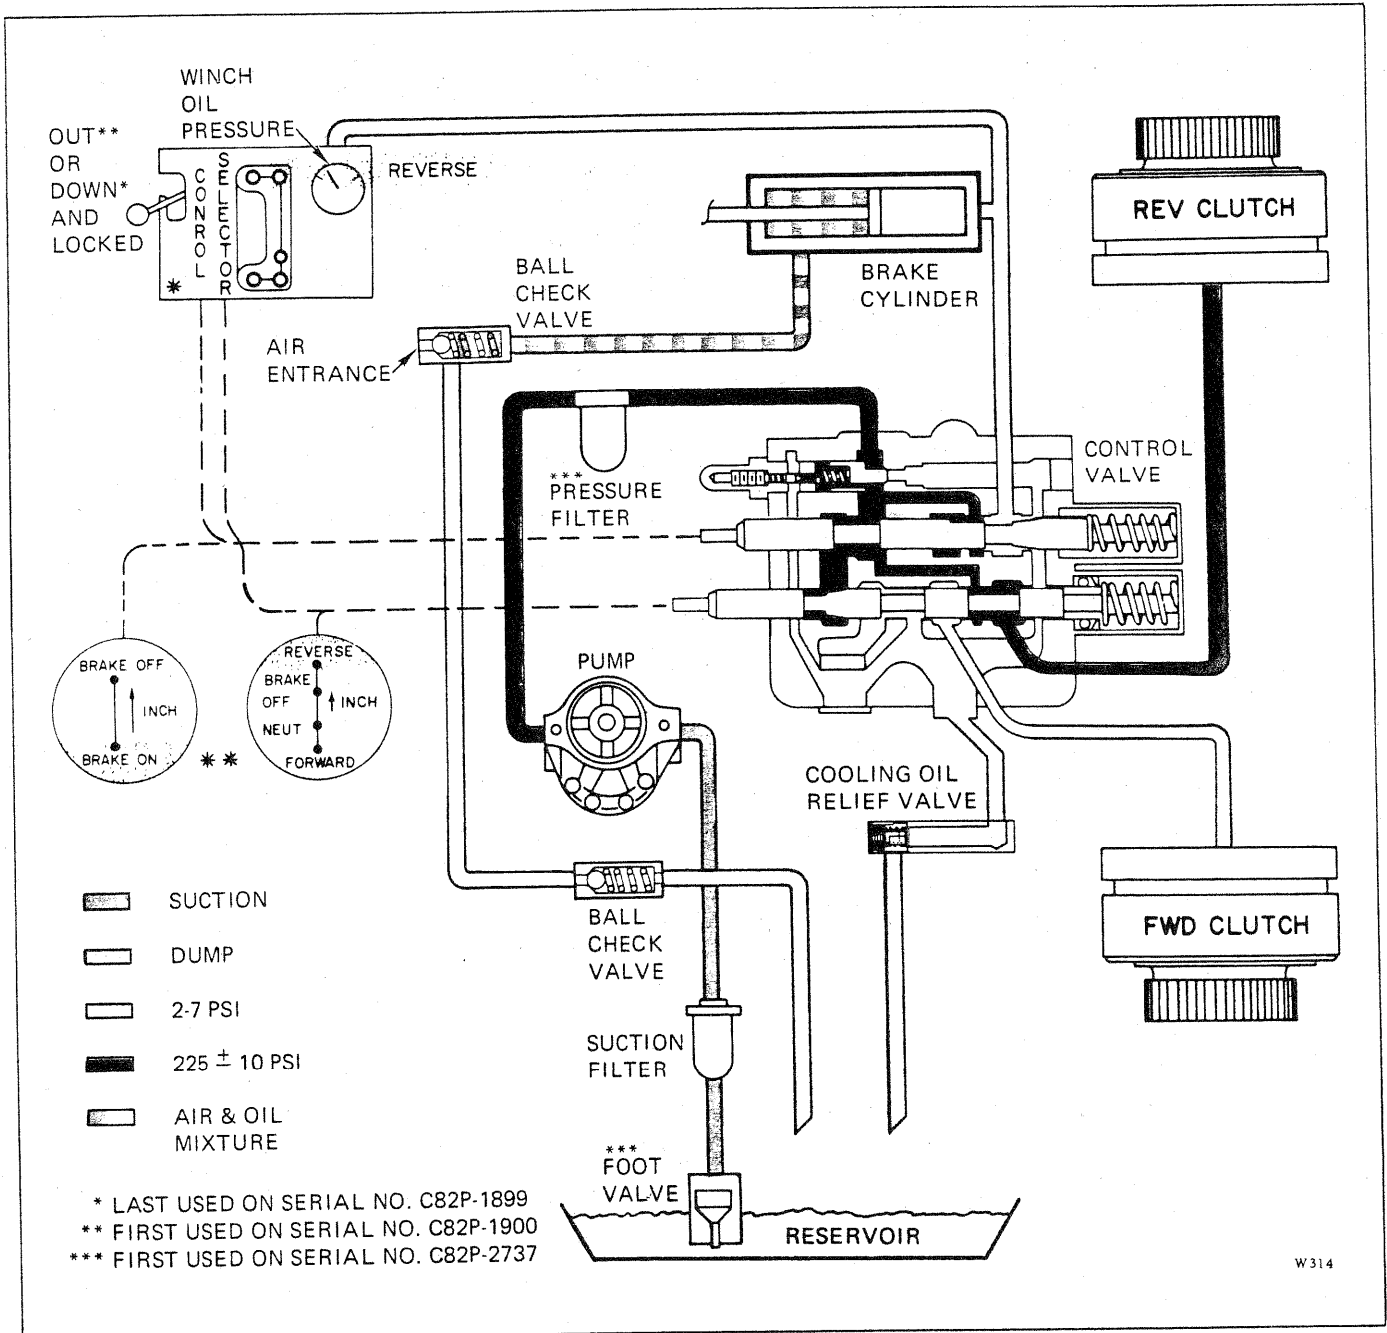 WINCH
OIL
PRESSURE
OUT**
OR
DOWN*
AND
LOCKED
CONROL
SELECTOR
*
REVERSE
BALL
CHECK
VALVE
AIR
ENTRANCE
BRAKE
CYLINDER
REV CLUTCH
***
PRESSURE
FILTER
CONTROL
VALVE
BRAKE OFF
INCH
BRAKE ON
**
REVERSE
BRAKE
OFF
INCH
NEUT
FORWARD
PUMP
COOLING OIL
RELIEF VALVE
BALL
CHECK
VALVE
FWD CLUTCH
SUCTION
FILTER
SUCTION
DUMP
2-7 PSI
225 ± 10 PSI
AIR & OIL
MIXTURE
***
FOOT
VALVE
RESERVOIR
* LAST USED ON SERIAL NO. C82P-1899
** FIRST USED ON SERIAL NO. C82P-1900
*** FIRST USED ON SERIAL NO. C82P-2737
W314